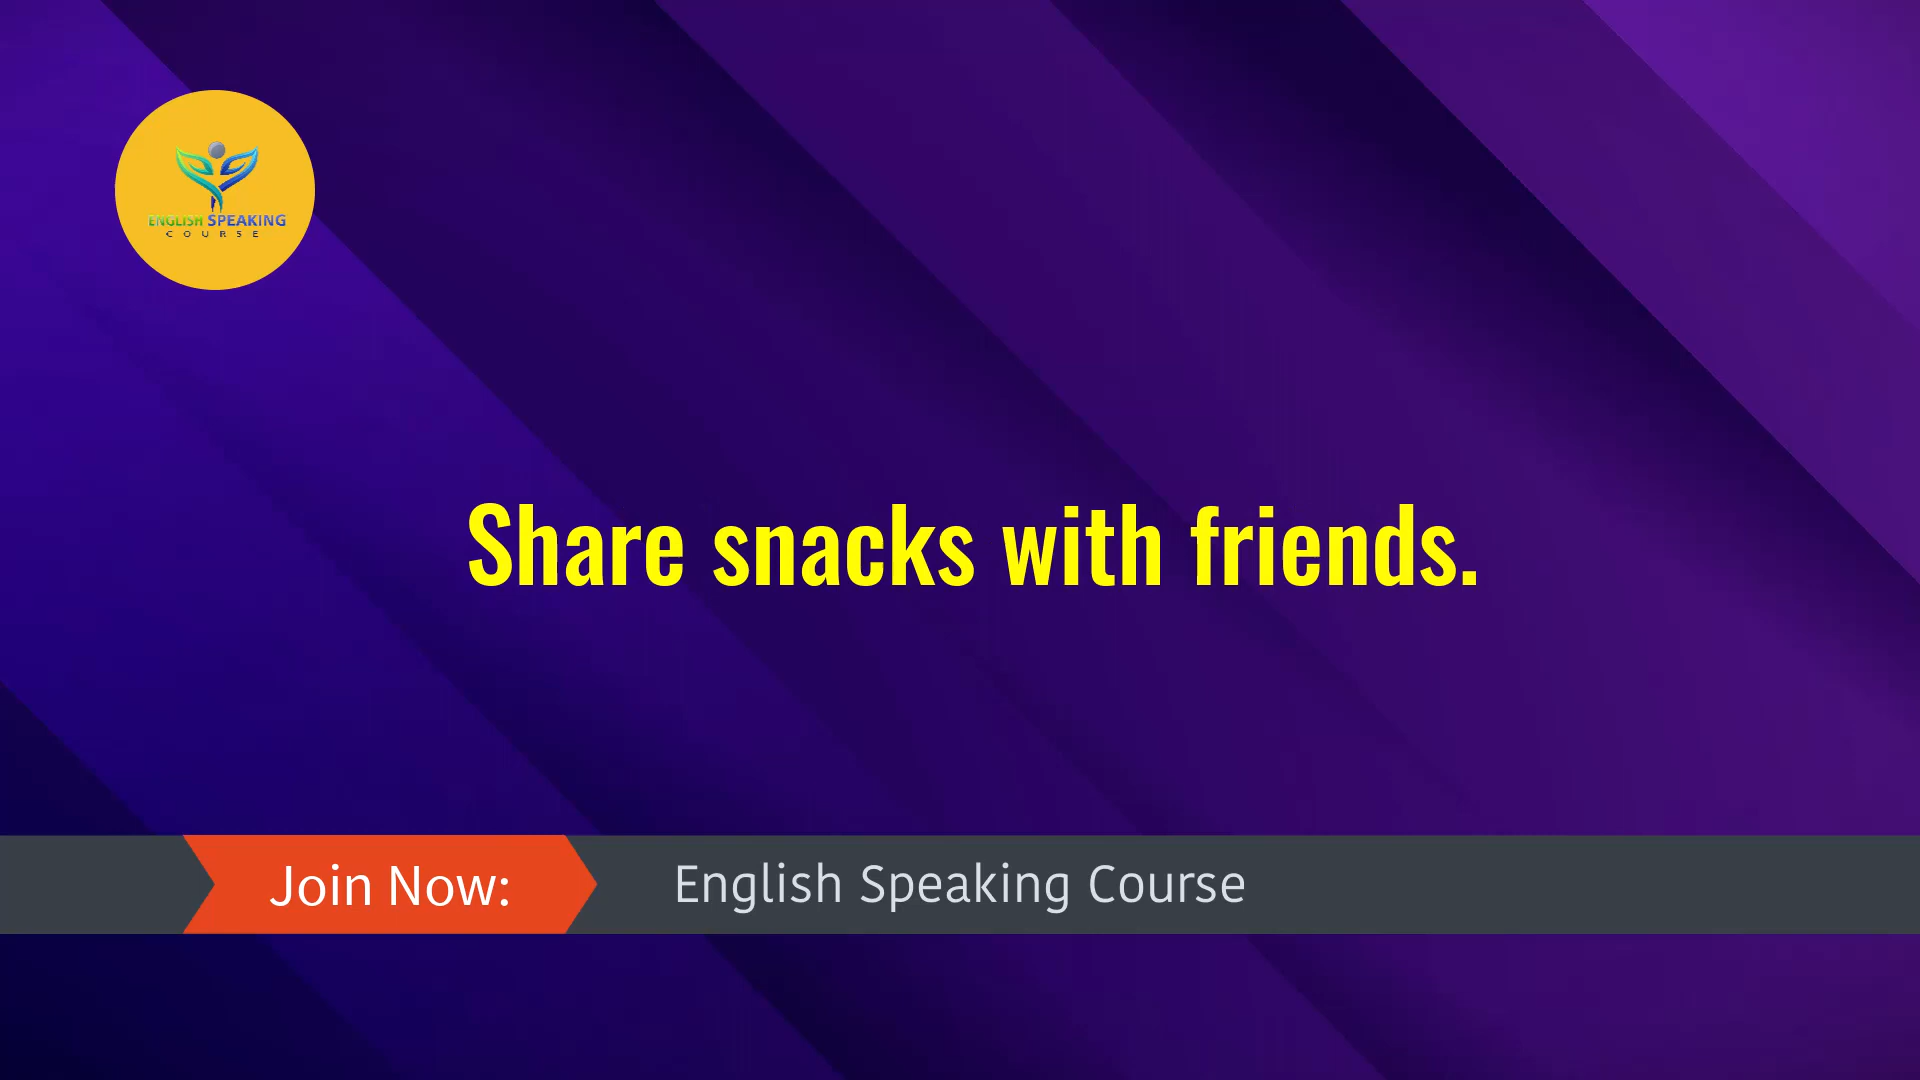 ENGLISH SPEAKING
COURSE
Share snacks with friends.
Join Now:
English Speaking Course